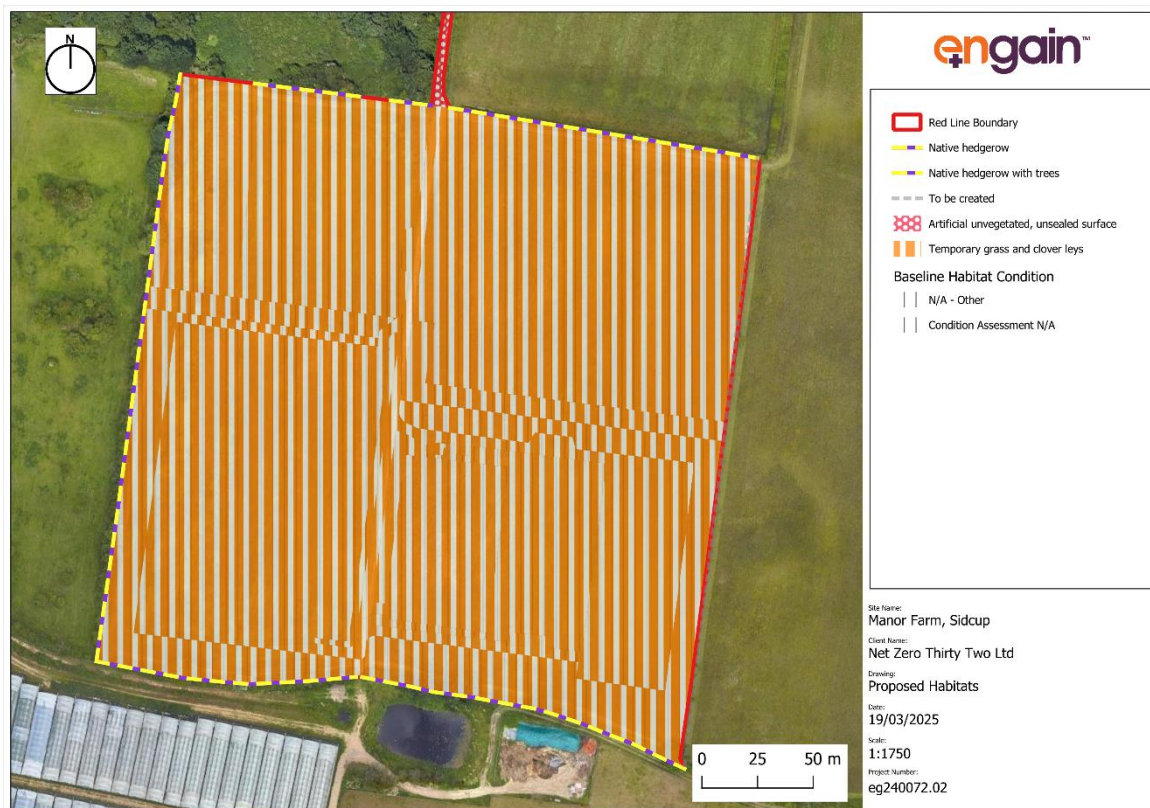 N
engain™
Red Line Boundary
Native hedgerow
Native hedgerow with trees
To be created
Artificial unvegetated, unsealed surface
Temporary grass and clover leys
Baseline Habitat Condition
N/A - Other
Condition Assessment N/A
Site Name:
Manor Farm, Sidcup
Client Name:
Net Zero Thirty Two Ltd
Drawing:
Proposed Habitats
Date:
19/03/2025
Scale:
1:1750
Project Number:
eg240072.02
0 25 50 m